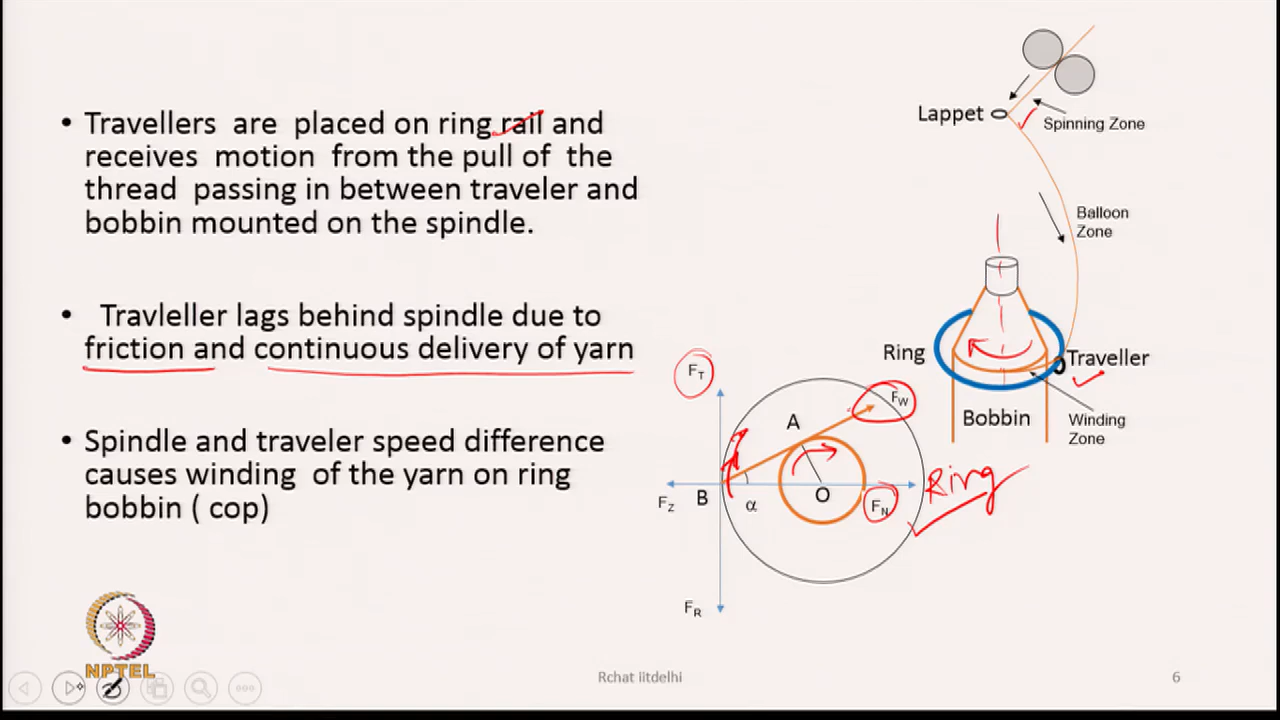 • Travellers are placed on ring rail and
receives motion from the pull of the
thread passing in between traveler and
bobbin mounted on the spindle.
• Travleller lags behind spindle due to
friction and continuous delivery of yarn
• Spindle and traveler speed difference
causes winding of the yarn on ring
bobbin ( cop)
Lappet
Spinning Zone
Balloon
Zone
Ring
Traveller
Bobbin
Winding
Zone
FT
FW
A
B
α
O
FZ
FN
FR
Ring
NPTEL
Rchat iitdelhi
6